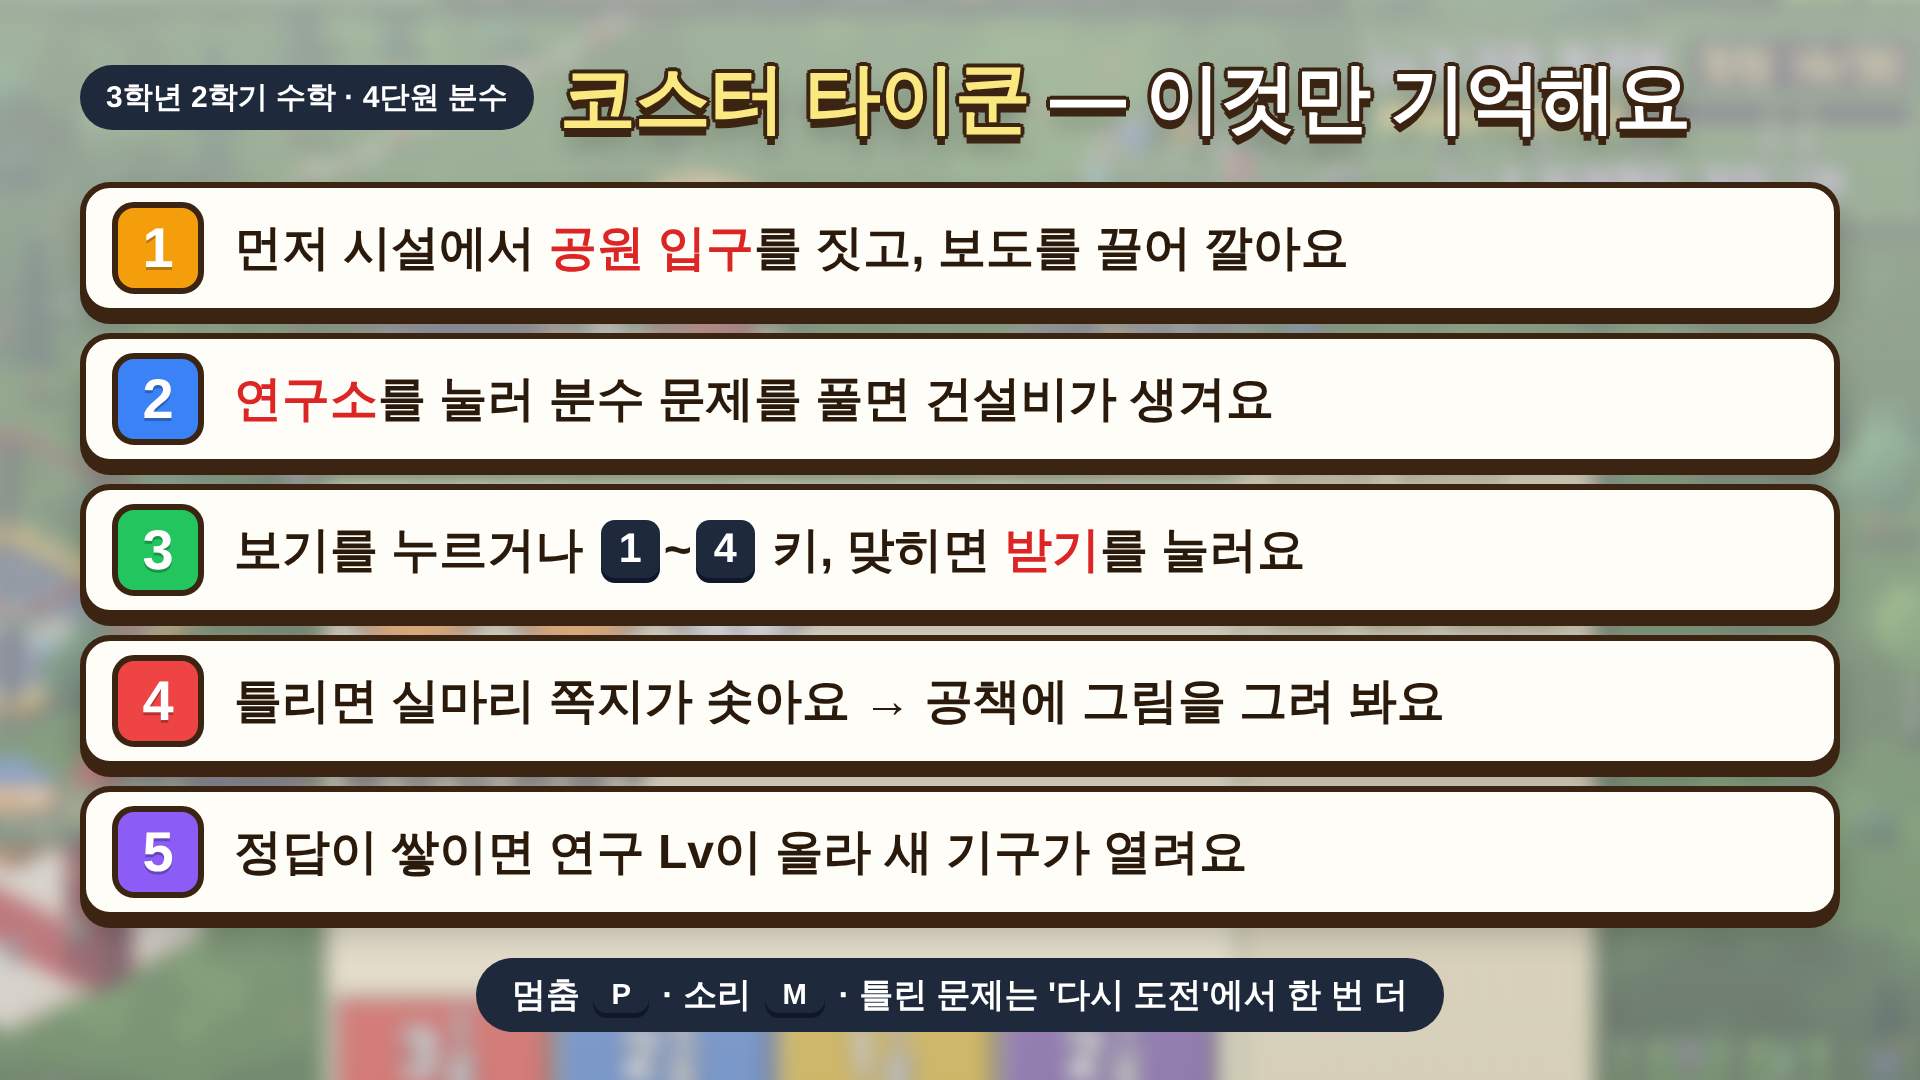 3학년 2학기 수학 · 4단원 분수
코스터 타이쿤 — 이것만 기억해요
1 먼저 시설에서 공원 입구를 짓고, 보도를 끌어 깔아요
2 연구소를 눌러 분수 문제를 풀면 건설비가 생겨요
3 보기를 누르거나 1~4 키, 맞히면 받기를 눌러요
4 틀리면 실마리 쪽지가 솟아요 → 공책에 그림을 그려 봐요
5 정답이 쌓이면 연구 Lv이 올라 새 기구가 열려요
멈춤 P · 소리 M · 틀린 문제는 '다시 도전'에서 한 번 더